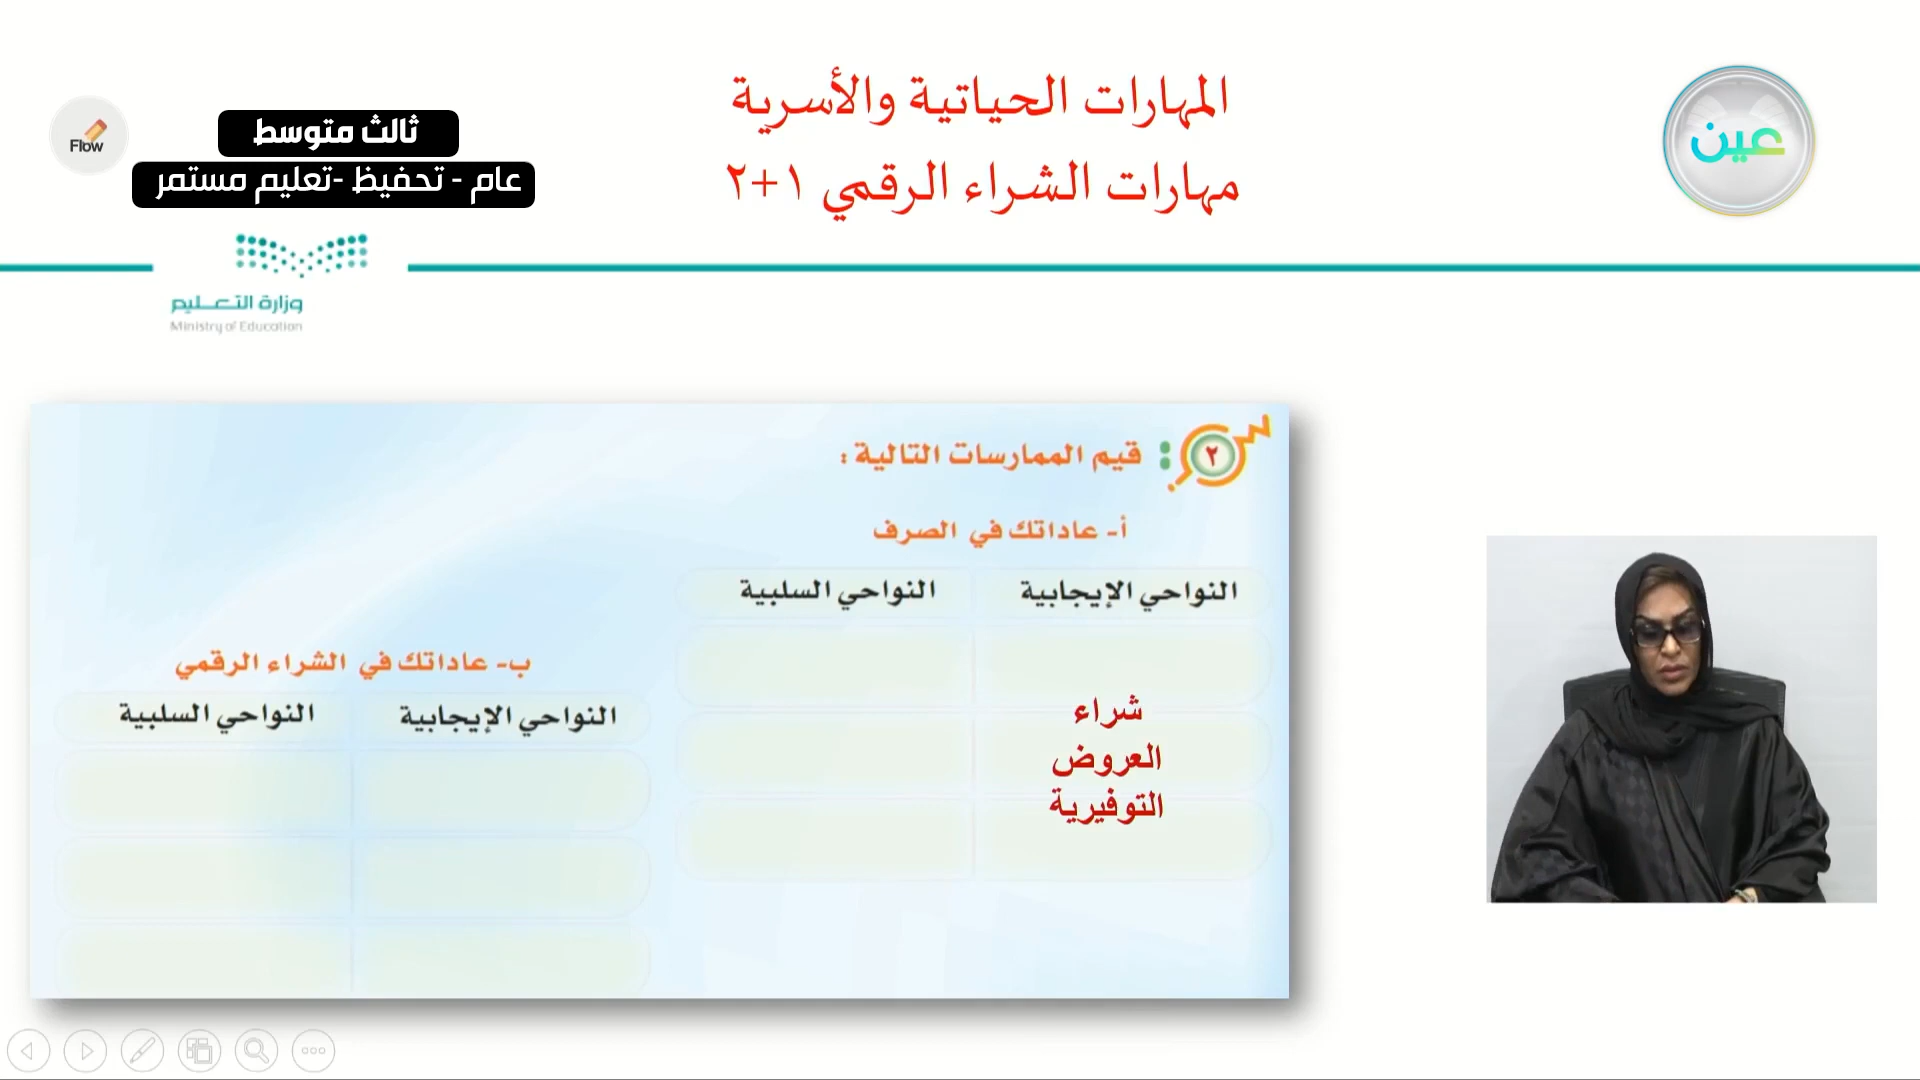 المهارات الحياتية والأسرية
مهارات الشراء الرقمي ١+٢
عين
ثالث متوسط
عام - تحفيظ -تعليم مستمر
Flow
وزارة التعليم
Ministry of Education
٢ : قيم الممارسات التالية :
أ- عاداتك في الصرف
النواحي الإيجابية النواحي السلبية
شراء
العروض
التوفيرية
ب- عاداتك في الشراء الرقمي
النواحي الإيجابية النواحي السلبية